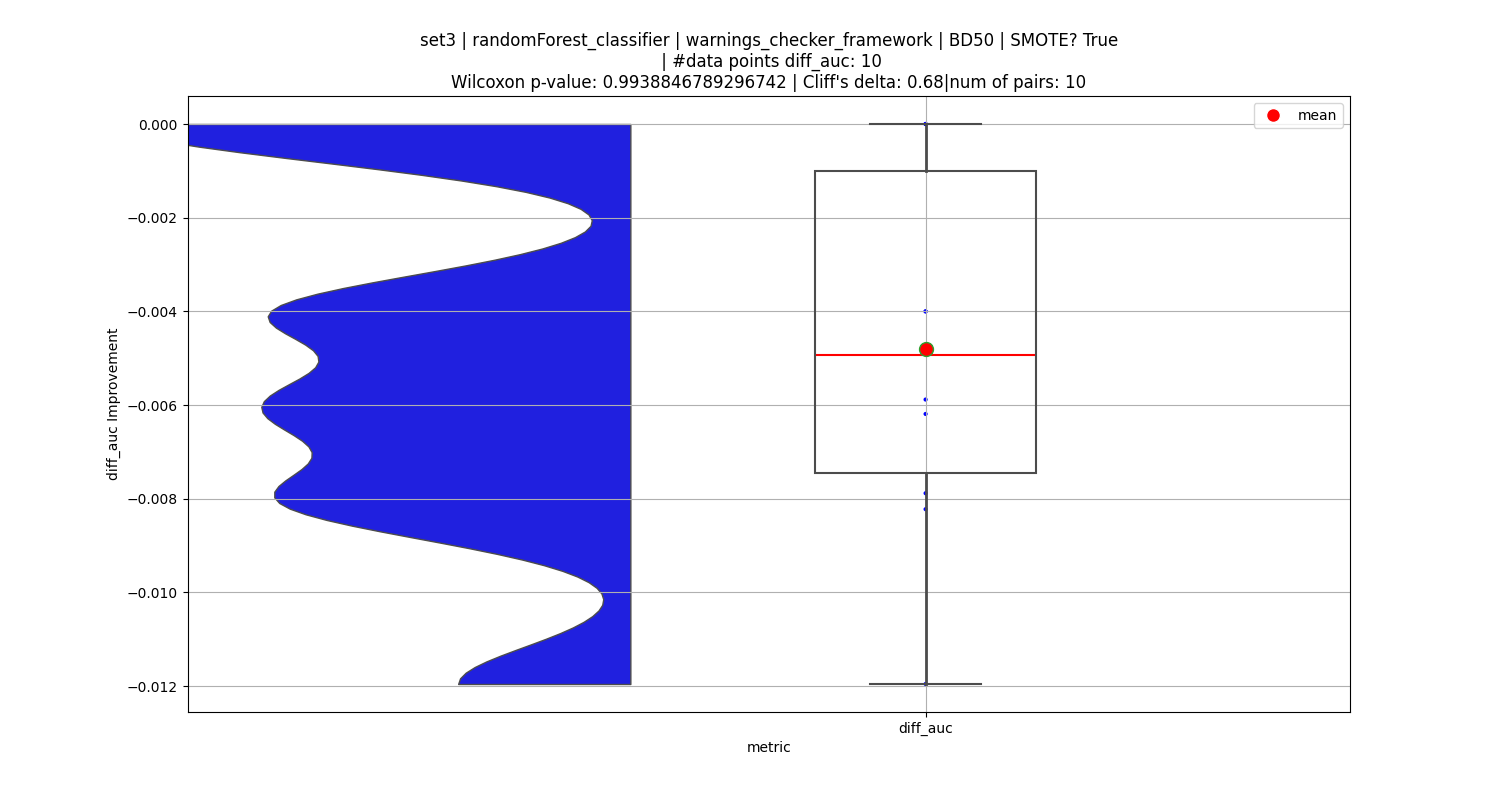 set3 | randomForest_classifier | warnings_checker_framework | BD50 | SMOTE? True
| #data points diff_auc: 10
Wilcoxon p-value: 0.9938846789296742 | Cliff's delta: 0.68|num of pairs: 10
mean
0.000
−0.002
−0.004
−0.006
−0.008
−0.010
−0.012
diff_auc Improvement
diff_auc
metric